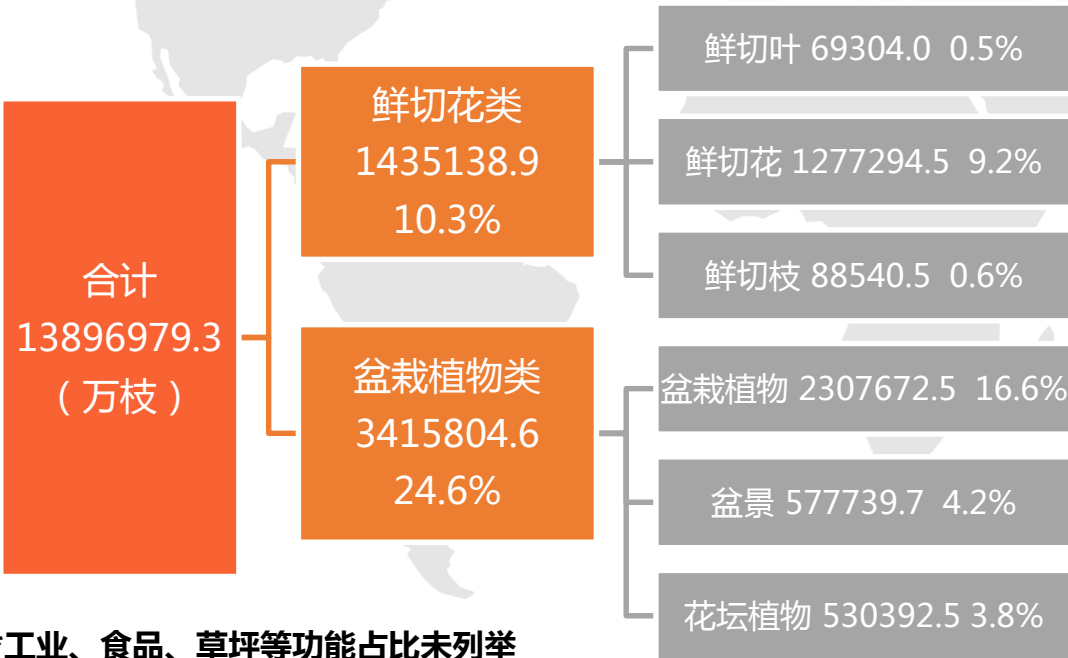 合计
13896979.3
（万枝）
鲜切花类
1435138.9
10.3%
盆栽植物类
3415804.6
24.6%
鲜切叶 69304.0 0.5%
鲜切花 1277294.5 9.2%
鲜切枝 88540.5 0.6%
盆栽植物 2307672.5 16.6%
盆景 577739.7 4.2%
花坛植物 530392.5 3.8%
*工业、食品、草坪等功能占比未列举